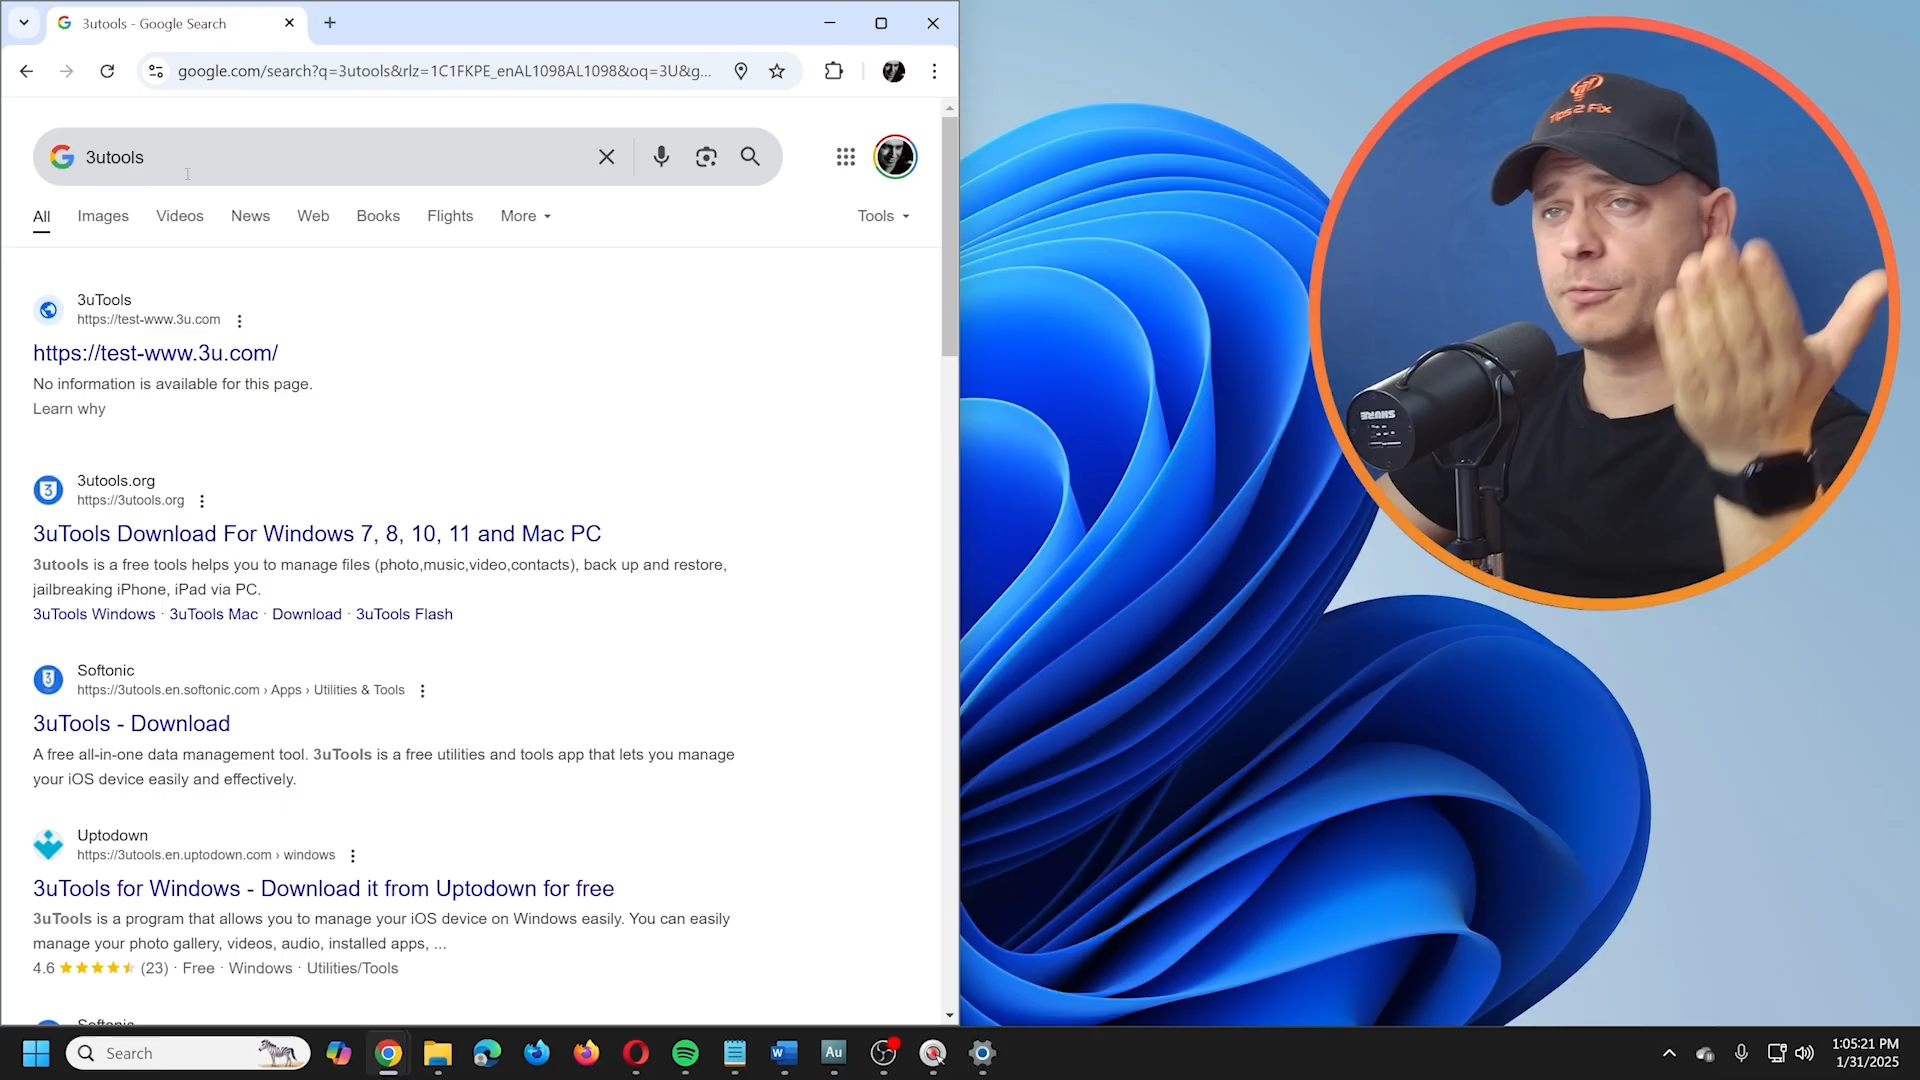 3utools - Google Search
google.com/search?q=3utools&rlz=1C1FKPE_enAL1098AL1098&oq=3U&g...
3utools
All
Images
Videos
News
Web
Books
Flights
More
Tools
3uTools
https://test-www.3u.com
https://test-www.3u.com/
No information is available for this page.
Learn why
3utools.org
https://3utools.org
3uTools Download For Windows 7, 8, 10, 11 and Mac PC
3utools is a free tools helps you to manage files (photo,music,video,contacts), back up and restore,
jailbreaking iPhone, iPad via PC.
3uTools Windows · 3uTools Mac · Download · 3uTools Flash
Softonic
https://3utools.en.softonic.com › Apps › Utilities & Tools
3uTools - Download
A free all-in-one data management tool. 3uTools is a free utilities and tools app that lets you manage
your iOS device easily and effectively.
Uptodown
https://3utools.en.uptodown.com › windows
3uTools for Windows - Download it from Uptodown for free
3uTools is a program that allows you to manage your iOS device on Windows easily. You can easily
manage your photo gallery, videos, audio, installed apps, ...
4.6 (23) · Free · Windows · Utilities/Tools
Softonic
Tips 2 Fix
SHURE
Search
W
Au
1:05:21 PM
1/31/2025